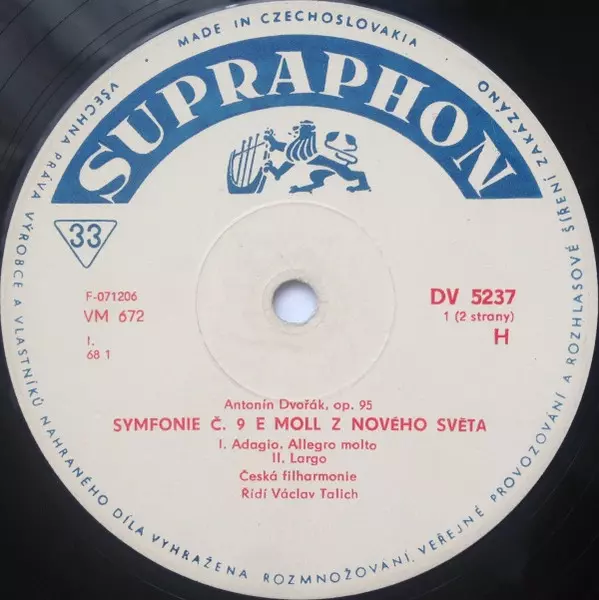 MADE IN CZECHOSLOVAKIA
SUPRAPHON
33
F-071206
VM 672
I.
68 1
DV 5237
1 (2 strany)
H
Antonín Dvořák, op. 95
SYMFONIE Č. 9 E MOLL Z NOVÉHO SVĚTA
I. Adagio. Allegro molto
II. Largo
Česká filharmonie
Řídí Václav Talich
VŠECHNA PRÁVA VÝROBCE A VLASTNÍKŮ NAHRANÉHO DÍLA VYHRAŽENA ROZMNOŽOVÁNÍ, VEŘEJNÉ PROVOZOVÁNÍ A ROZHLASOVÉ ŠÍŘENÍ ZAKÁZÁNO